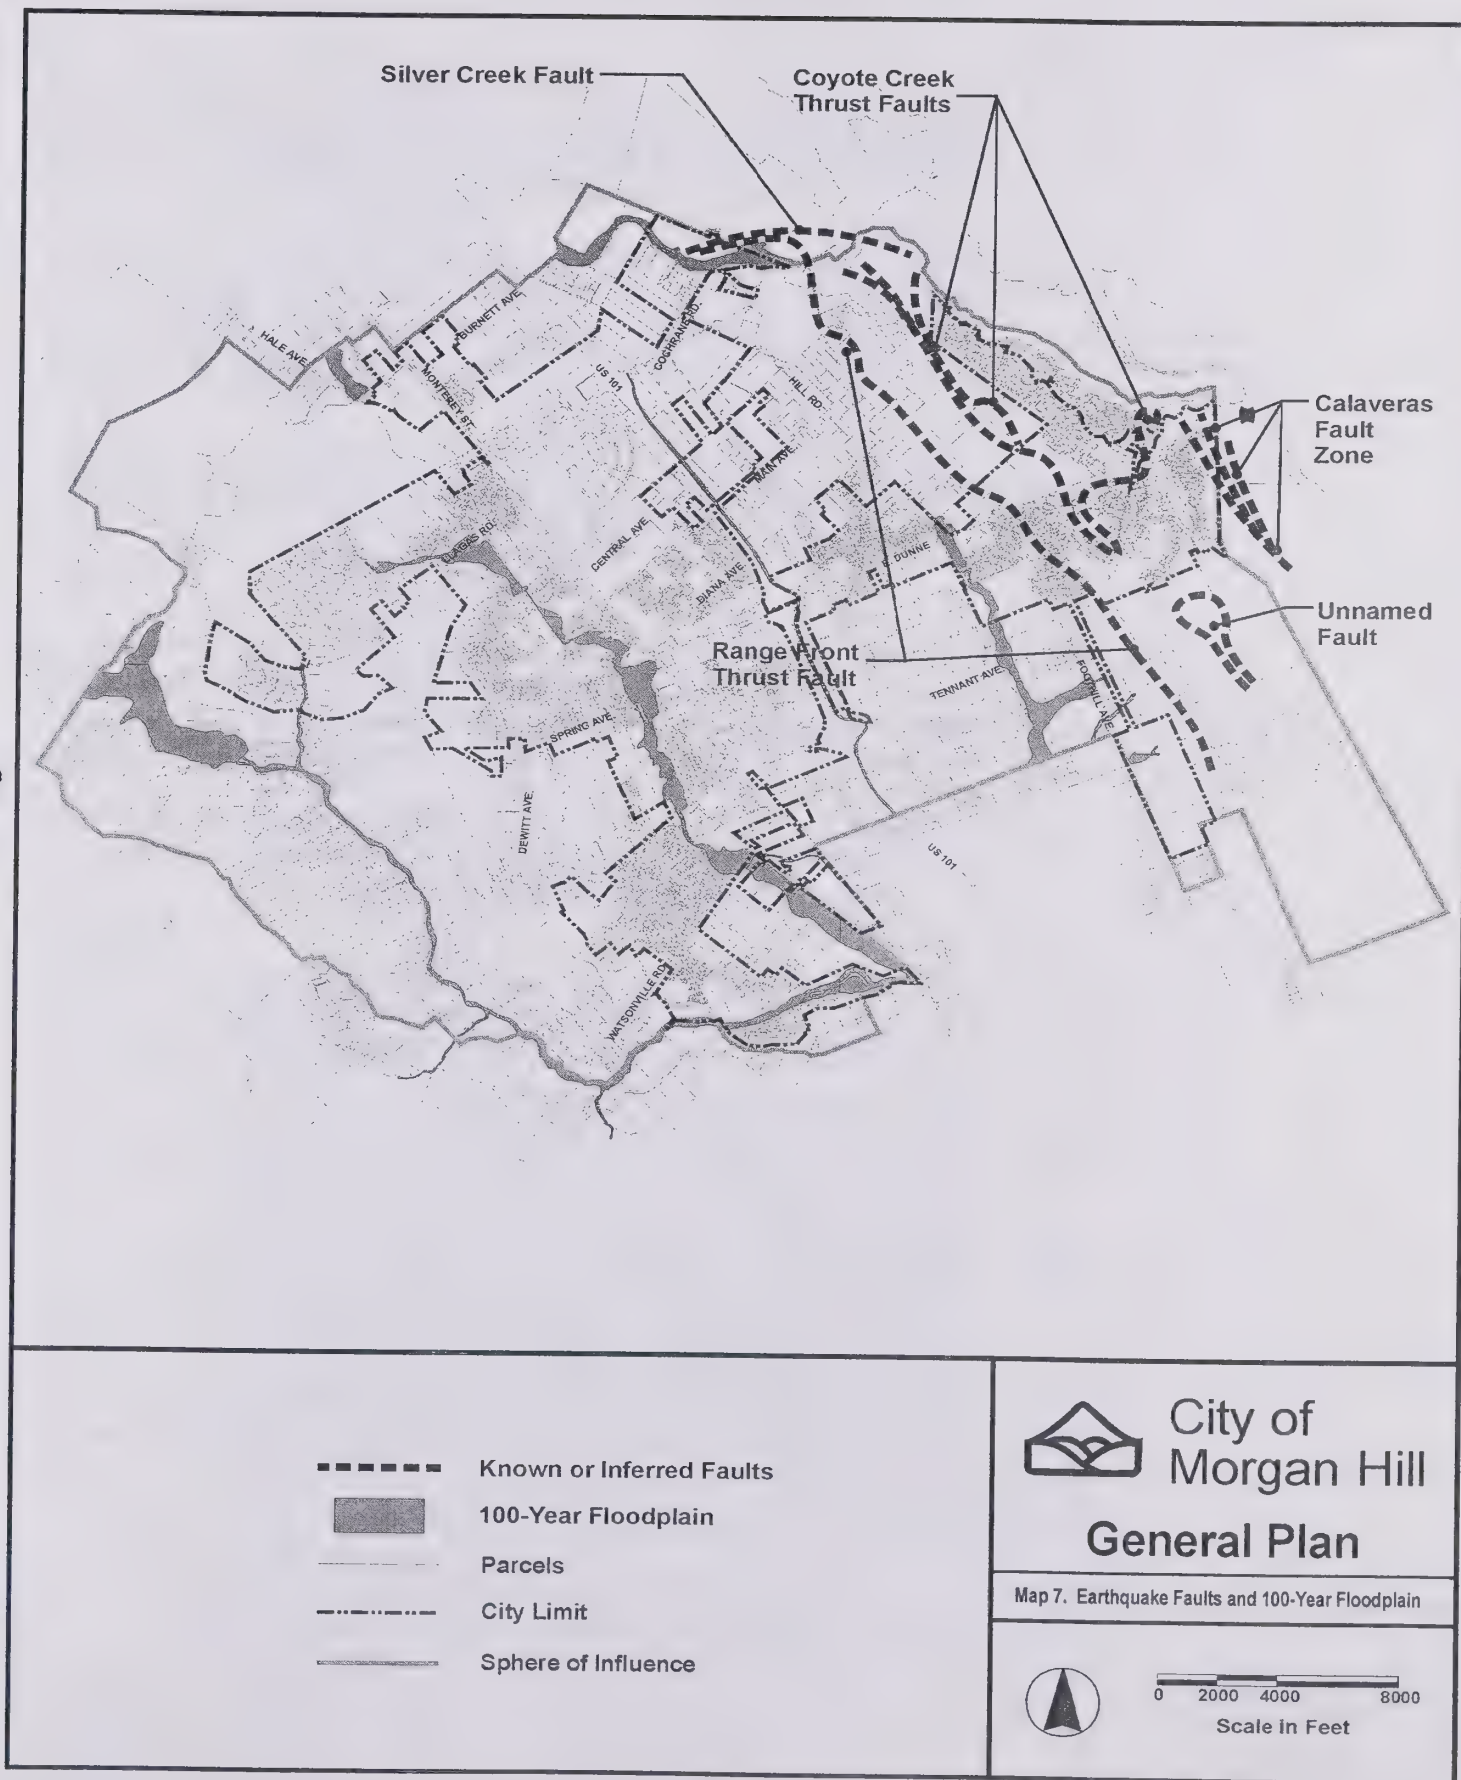 Silver Creek Fault
Coyote Creek
Thrust Faults
HALE AVE.
BURNETT AVE.
MONTEREY ST.
COCHRANE RD.
US 101
HILL RD.
MAIN AVE.
Calaveras
Fault
Zone
LLAGAS RD.
CENTRAL AVE.
DIANA AVE.
E. DUNNE
Unnamed
Fault
Range Front
Thrust Fault
TENNANT AVE.
FOOTHILL AVE.
SPRING AVE.
DEWITT AVE.
US 101
WATSONVILLE RD.
Known or Inferred Faults
100-Year Floodplain
Parcels
City Limit
Sphere of Influence
City of
Morgan Hill
General Plan
Map 7. Earthquake Faults and 100-Year Floodplain
0 2000 4000 8000
Scale in Feet